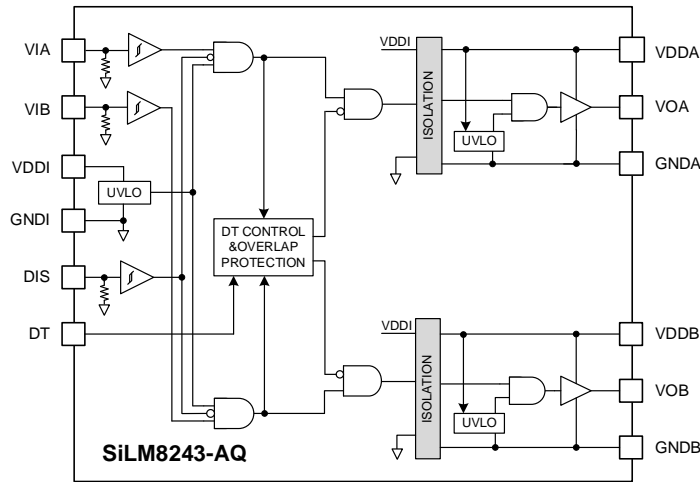 VIA
VIB
VDDI
GNDI
DIS
DT
UVLO
DT CONTROL
&OVERLAP
PROTECTION
VDDI
ISOLATION
UVLO
VDDA
VOA
GNDA
VDDI
ISOLATION
UVLO
VDDB
VOB
GNDB
SiLM8243-AQ